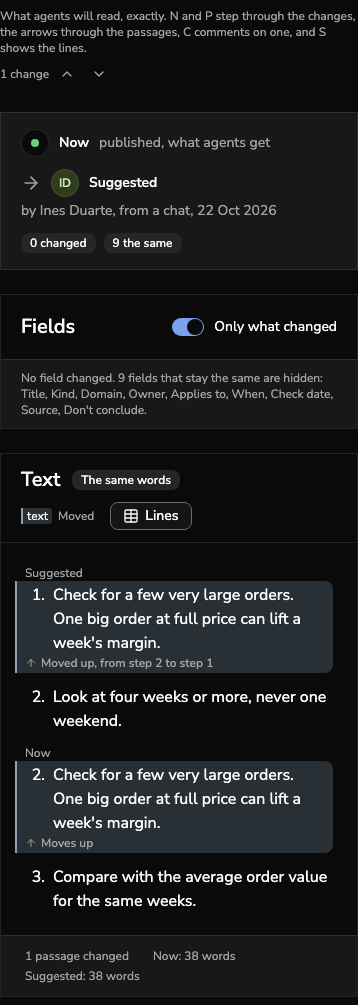 What agents will read, exactly. N and P step through the changes,
the arrows through the passages, C comments on one, and S
shows the lines.
1 change
Now published, what agents get
ID Suggested
by Ines Duarte, from a chat, 22 Oct 2026
0 changed 9 the same
Fields Only what changed
No field changed. 9 fields that stay the same are hidden:
Title, Kind, Domain, Owner, Applies to, When, Check date,
Source, Don't conclude.
Text The same words
text Moved Lines
Suggested
1. Check for a few very large orders.
One big order at full price can lift a
week's margin.
↑ Moved up, from step 2 to step 1
2. Look at four weeks or more, never one
weekend.
Now
2. Check for a few very large orders.
One big order at full price can lift a
week's margin.
↑ Moves up
3. Compare with the average order value
for the same weeks.
1 passage changed Now: 38 words
Suggested: 38 words